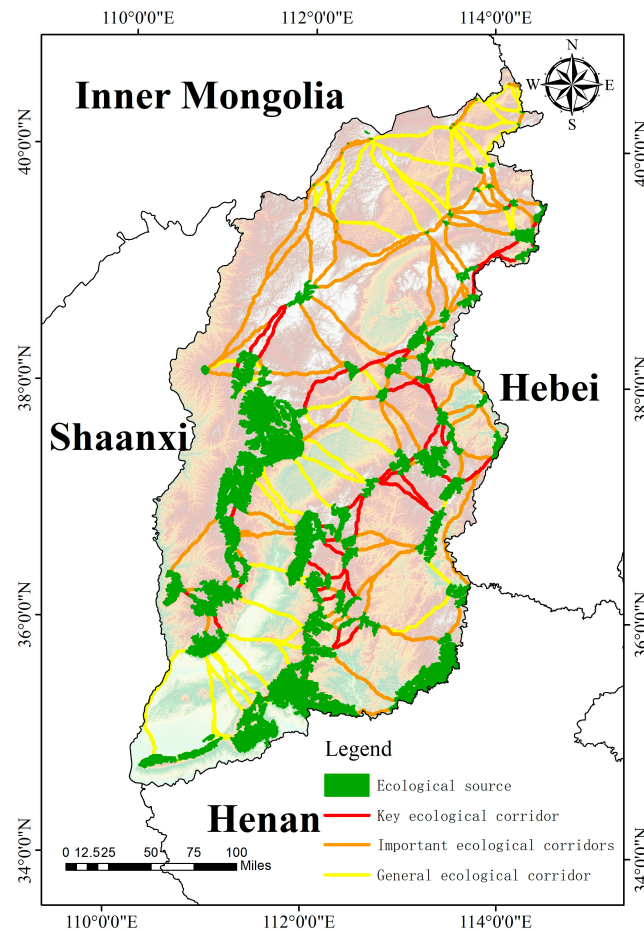 110°0'0"E 112°0'0"E 114°0'0"E
N
W E
S
Inner Mongolia
40°0'0"N 40°0'0"N
38°0'0"N 38°0'0"N
Hebei
Shaanxi
36°0'0"N 36°0'0"N
Legend
Ecological source
Henan
Key ecological corridor
Important ecological corridors
General ecological corridor
0 12.525 50 75 100
Miles
34°0'0"N 34°0'0"N
110°0'0"E 112°0'0"E 114°0'0"E